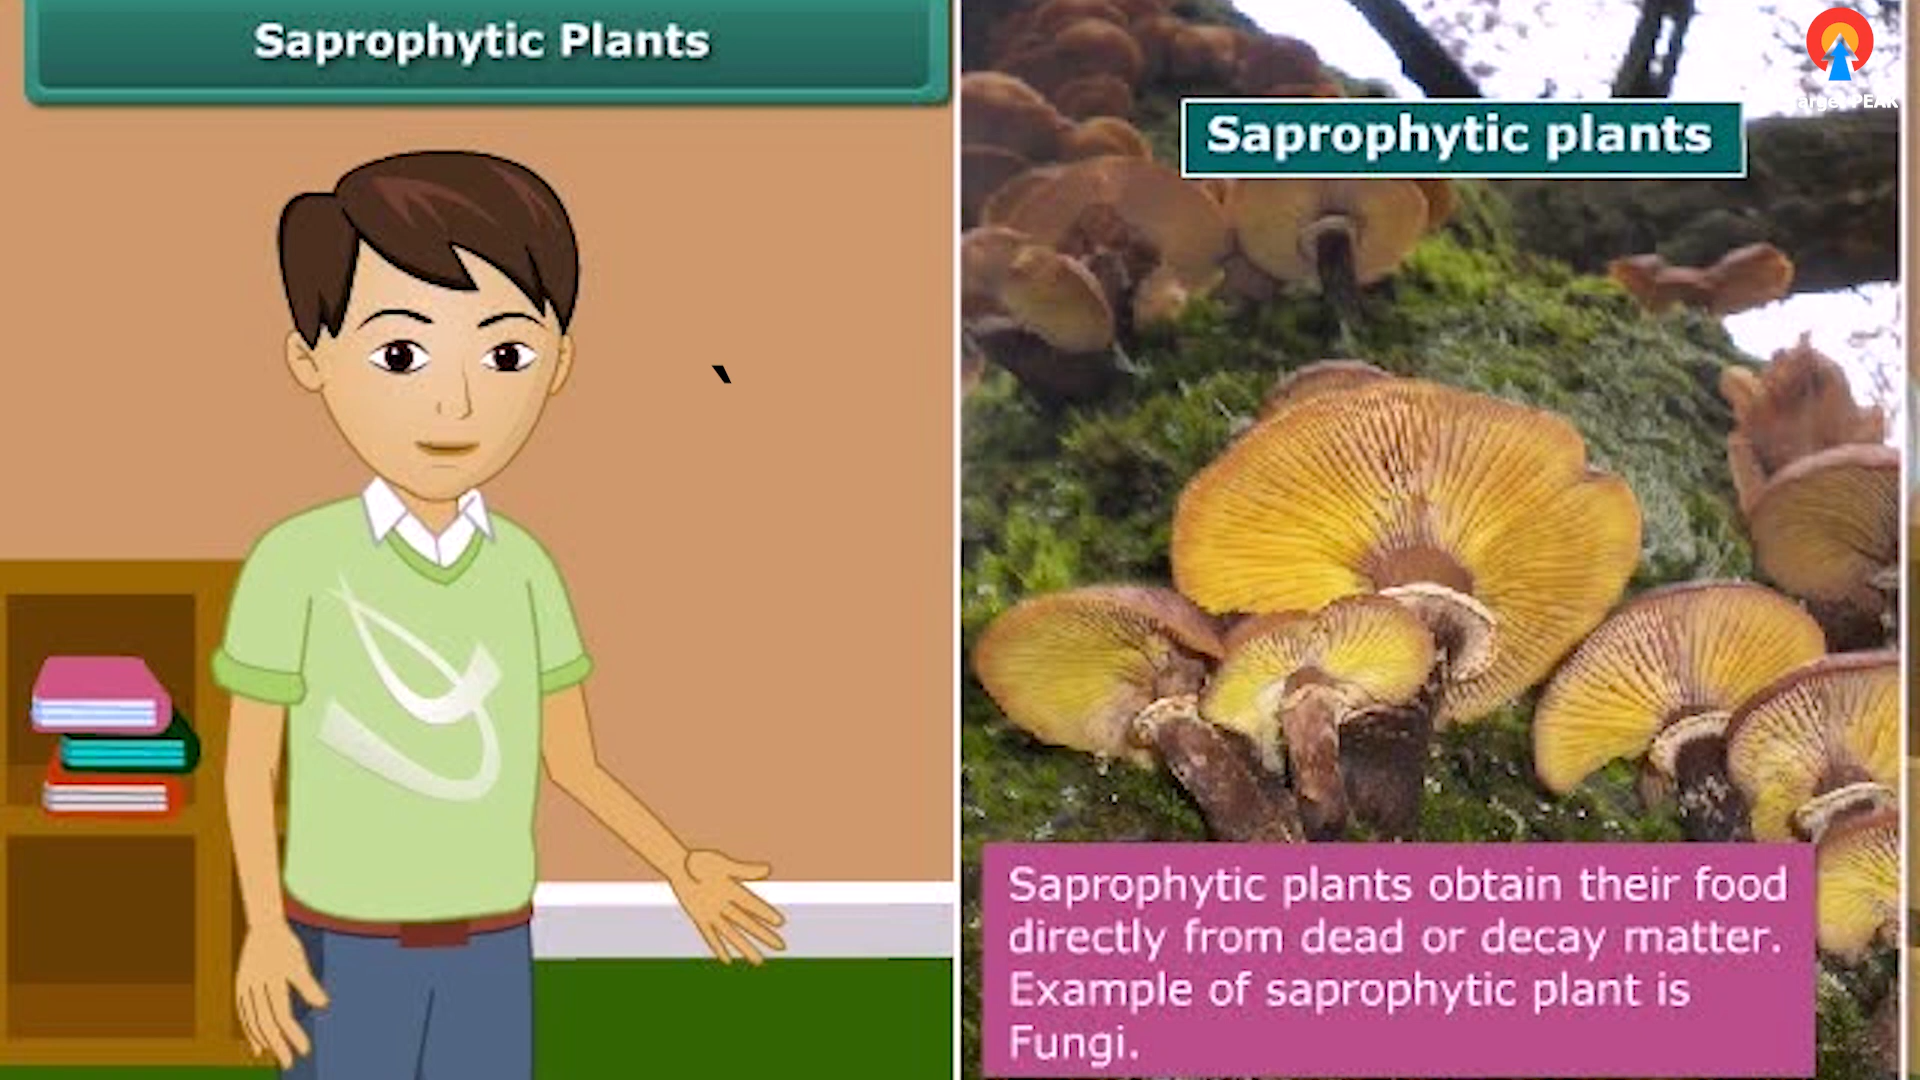 Saprophytic Plants
Saprophytic plants
Saprophytic plants obtain their food
directly from dead or decay matter.
Example of saprophytic plant is
Fungi.
PEAK